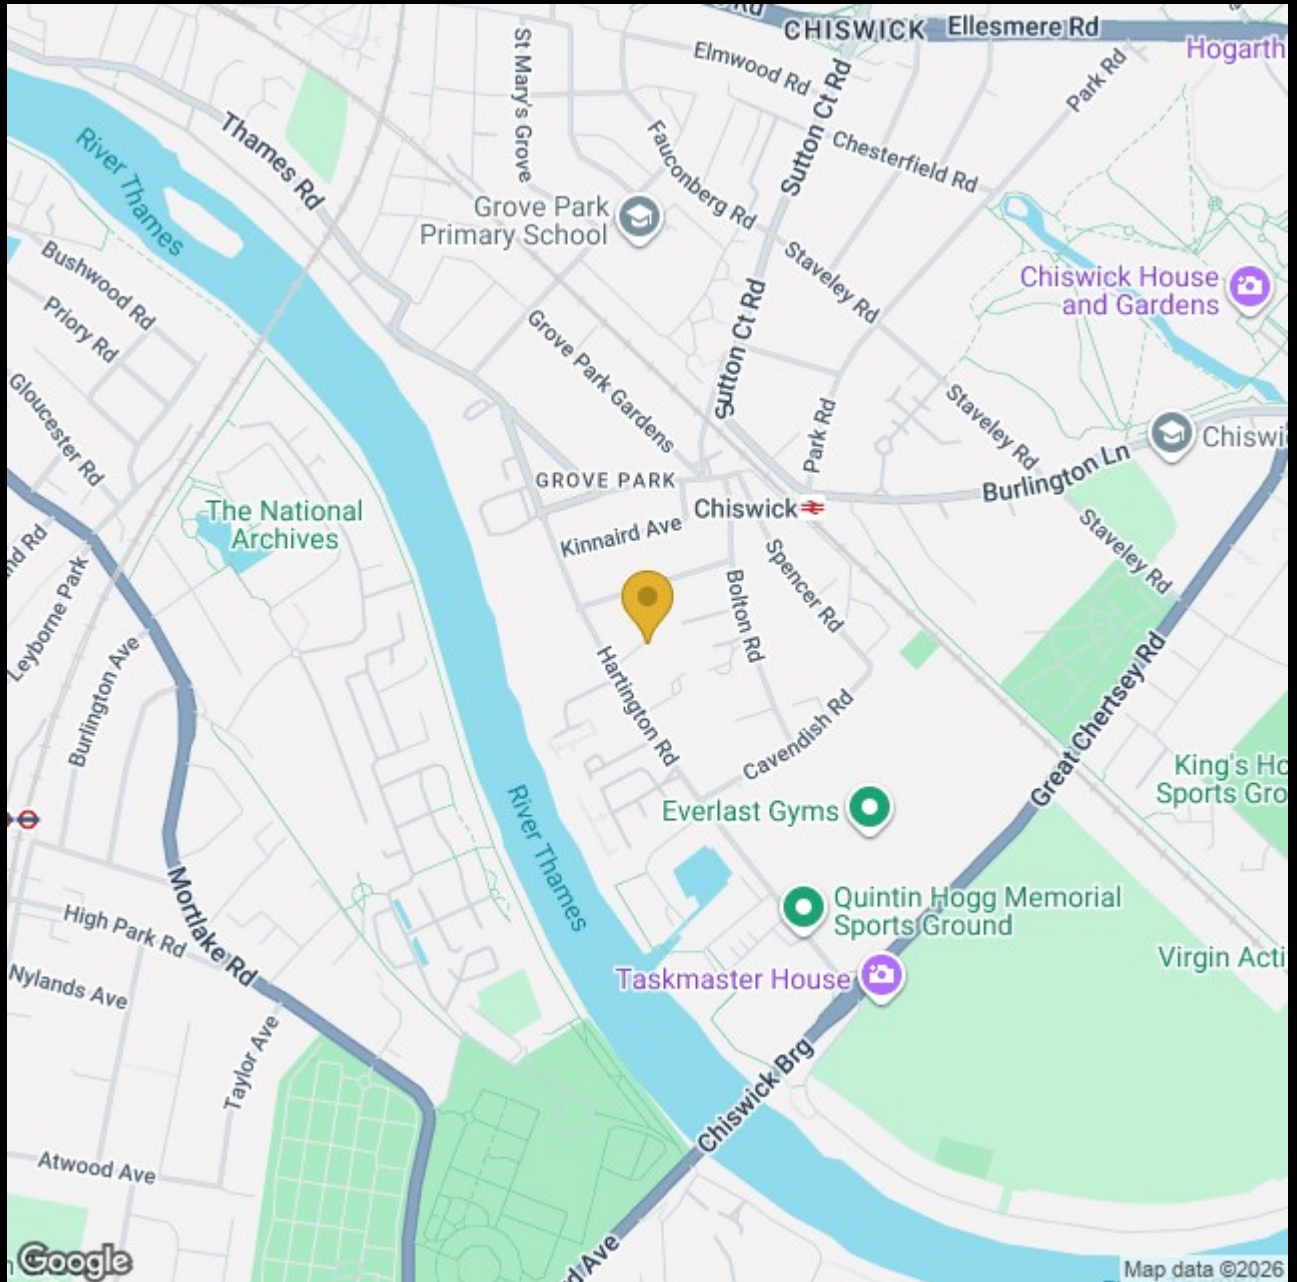 CHISWICK
Ellesmere Rd
Hogarth
Elmwood Rd
Park Rd
St Mary's Grove
Sutton Ct Rd
Thames Rd
River Thames
Fauconberg Rd
Chesterfield Rd
Grove Park
Primary School
Bushwood Rd
Staveley Rd
Chiswick House
and Gardens
Priory Rd
Sutton Ct Rd
Grove Park Gardens
Gloucester Rd
Park Rd
Staveley Rd
Chiswi
Burlington Ln
GROVE PARK
Chiswick
The National
Archives
Kinnaird Ave
Staveley Rd
nd Rd
Leyborne Park
Spencer Rd
Bolton Rd
Burlington Ave
Hartington Rd
Cavendish Rd
Great Chertsey Rd
King's Ho
Sports Gro
Everlast Gyms
River Thames
Mortlake Rd
Quintin Hogg Memorial
Sports Ground
High Park Rd
Virgin Acti
Taskmaster House
Nylands Ave
Taylor Ave
Chiswick Brg
Atwood Ave
d Ave
Google
Map data ©2026